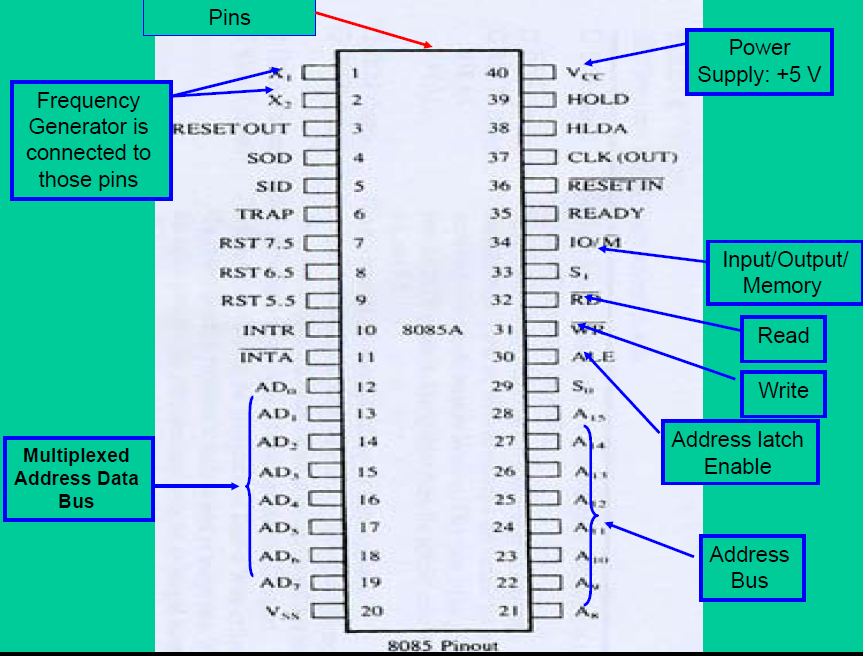 Pins
Frequency
Generator is
connected to
those pins
Multiplexed
Address Data
Bus
X₁ 1
X₂ 2
RESET OUT 3
SOD 4
SID 5
TRAP 6
RST 7.5 7
RST 6.5 8
RST 5.5 9
INTR 10
I̅N̅T̅A̅ 11
AD₀ 12
AD₁ 13
AD₂ 14
AD₃ 15
AD₄ 16
AD₅ 17
AD₆ 18
AD₇ 19
Vss 20
8085A
40 Vcc
39 HOLD
38 HLDA
37 CLK (OUT)
36 R̅E̅S̅E̅T̅ I̅N̅
35 READY
34 IO/M̅
33 S₁
32 R̅D̅
31 W̅R̅
30 ALE
29 S₀
28 A₁₅
27 A₁₄
26 A₁₃
25 A₁₂
24 A₁₁
23 A₁₀
22 A₉
21 A₈
8085 Pinout
Power
Supply: +5 V
Input/Output/
Memory
Read
Write
Address latch
Enable
Address
Bus